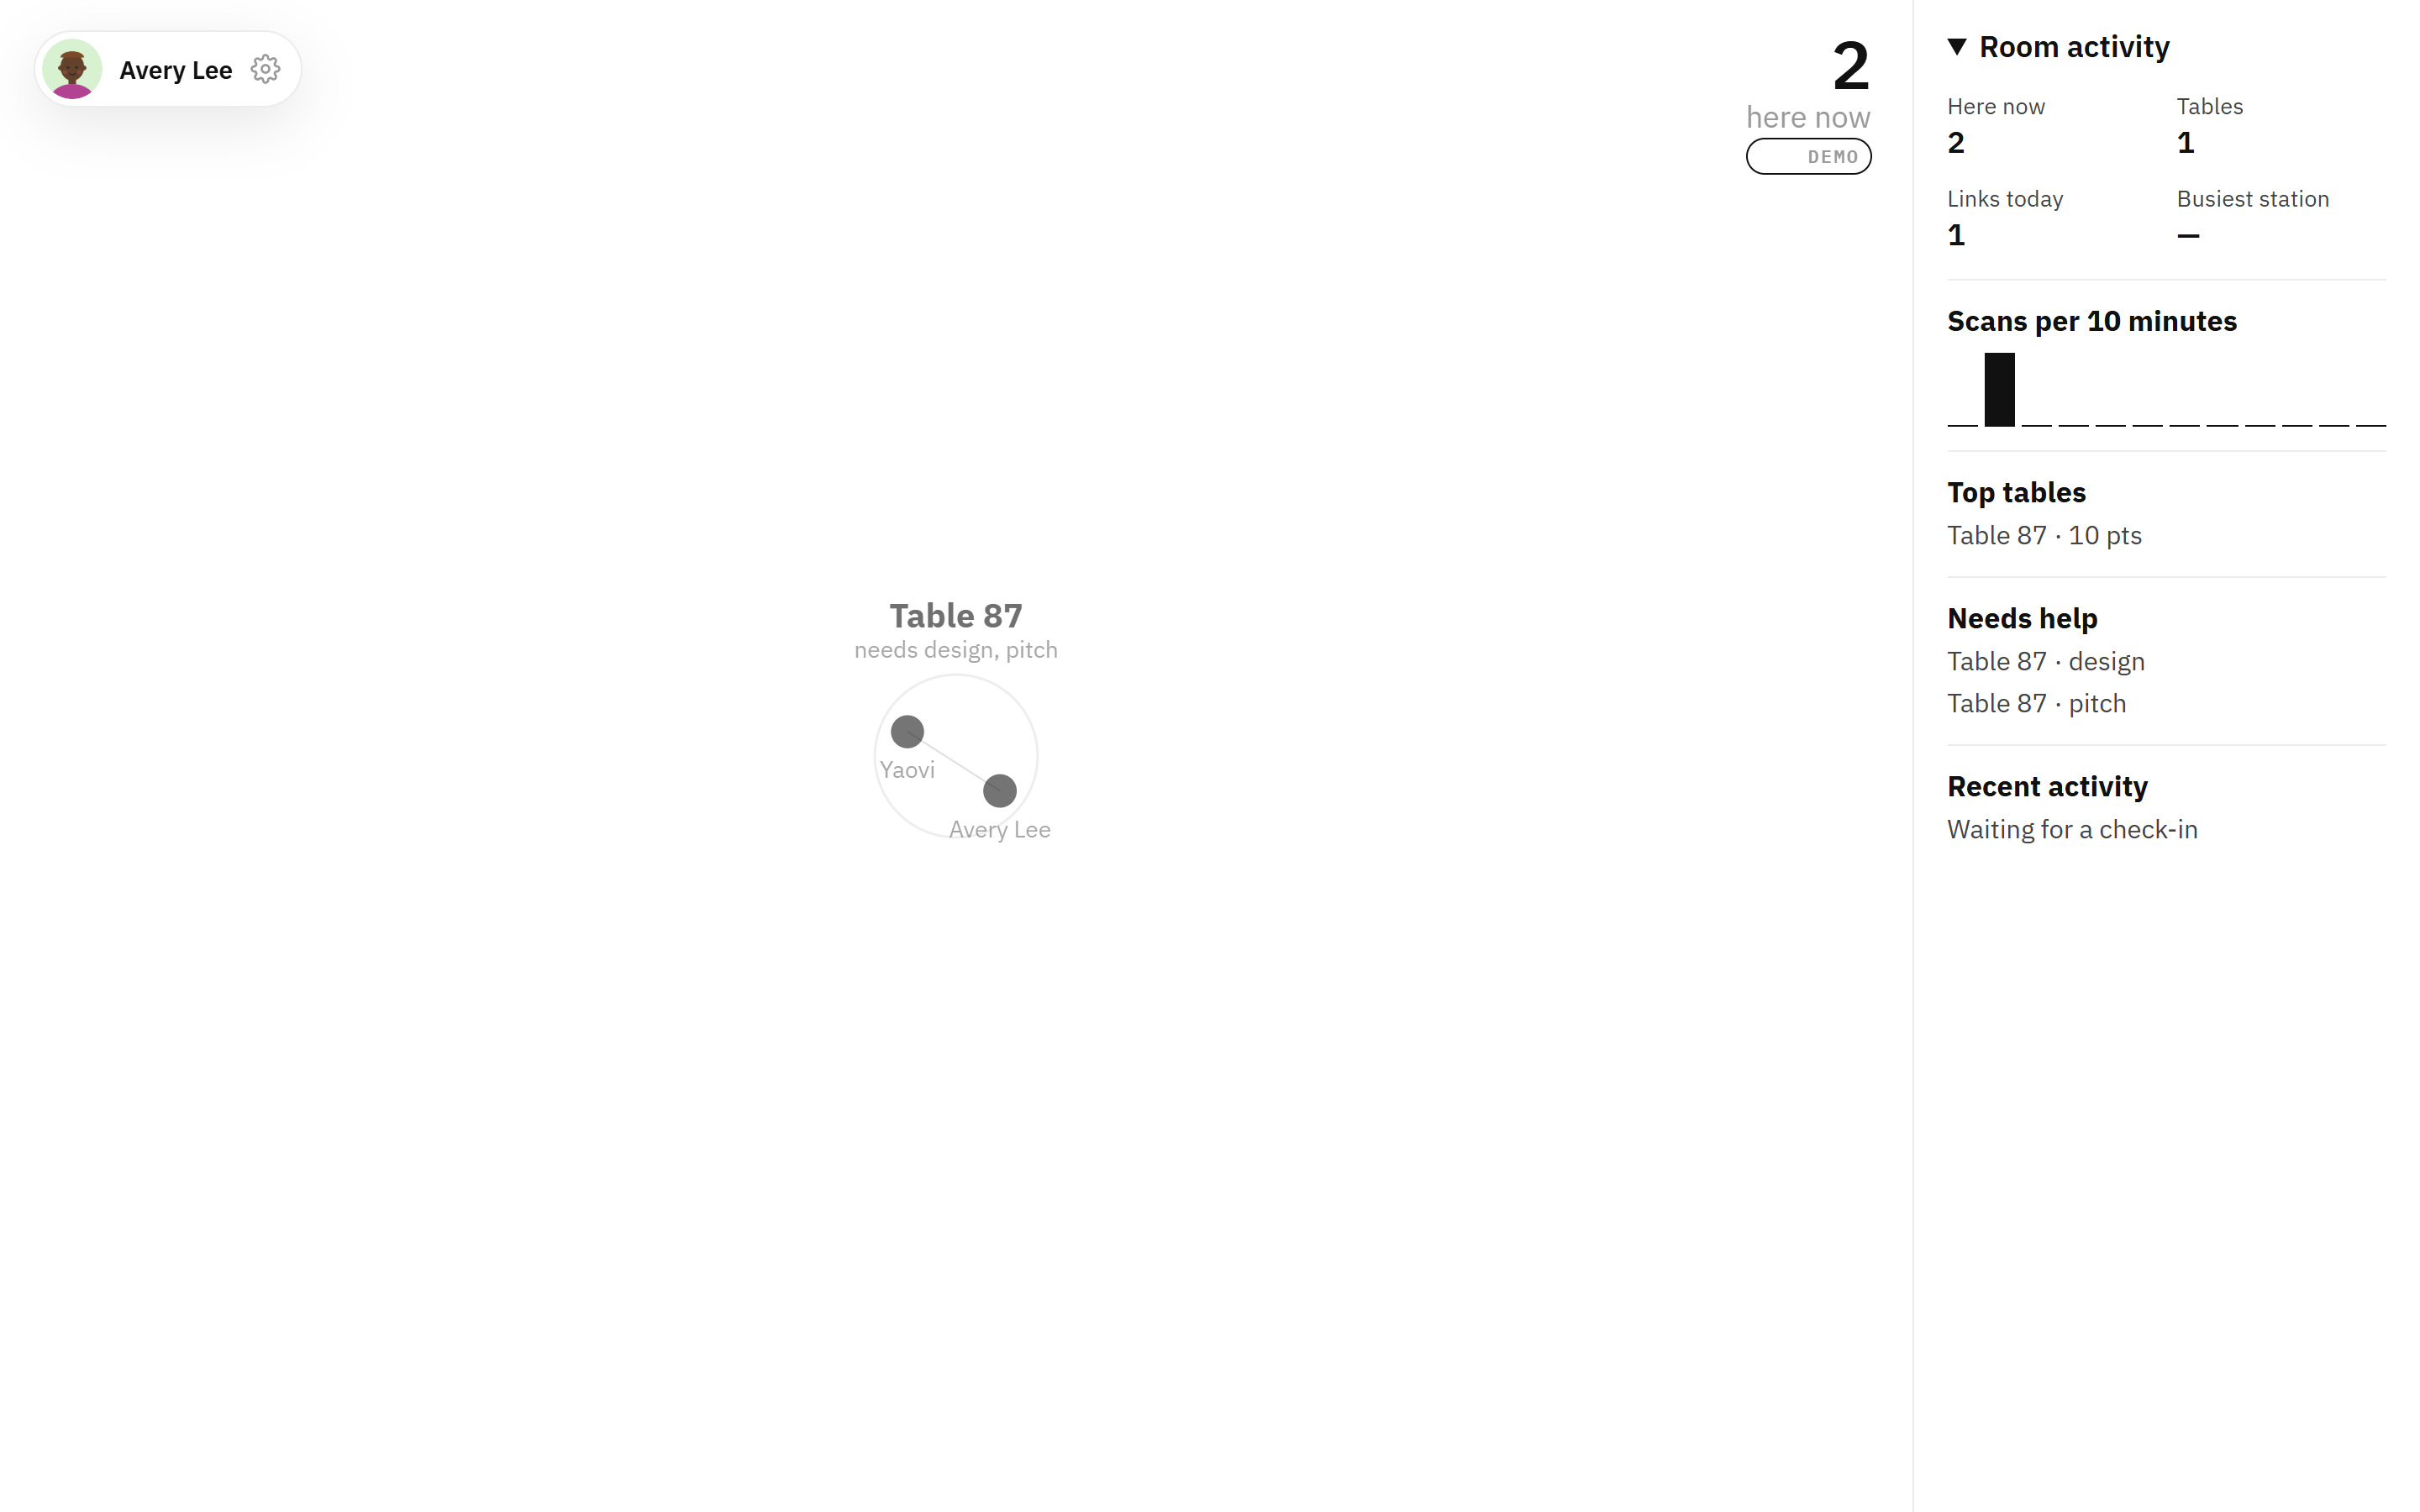 Avery Lee
2
here now
DEMO
Table 87
needs design, pitch
Yaovi
Avery Lee
Room activity
Here now
2
Tables
1
Links today
1
Busiest station
—
Scans per 10 minutes
Top tables
Table 87 · 10 pts
Needs help
Table 87 · design
Table 87 · pitch
Recent activity
Waiting for a check-in